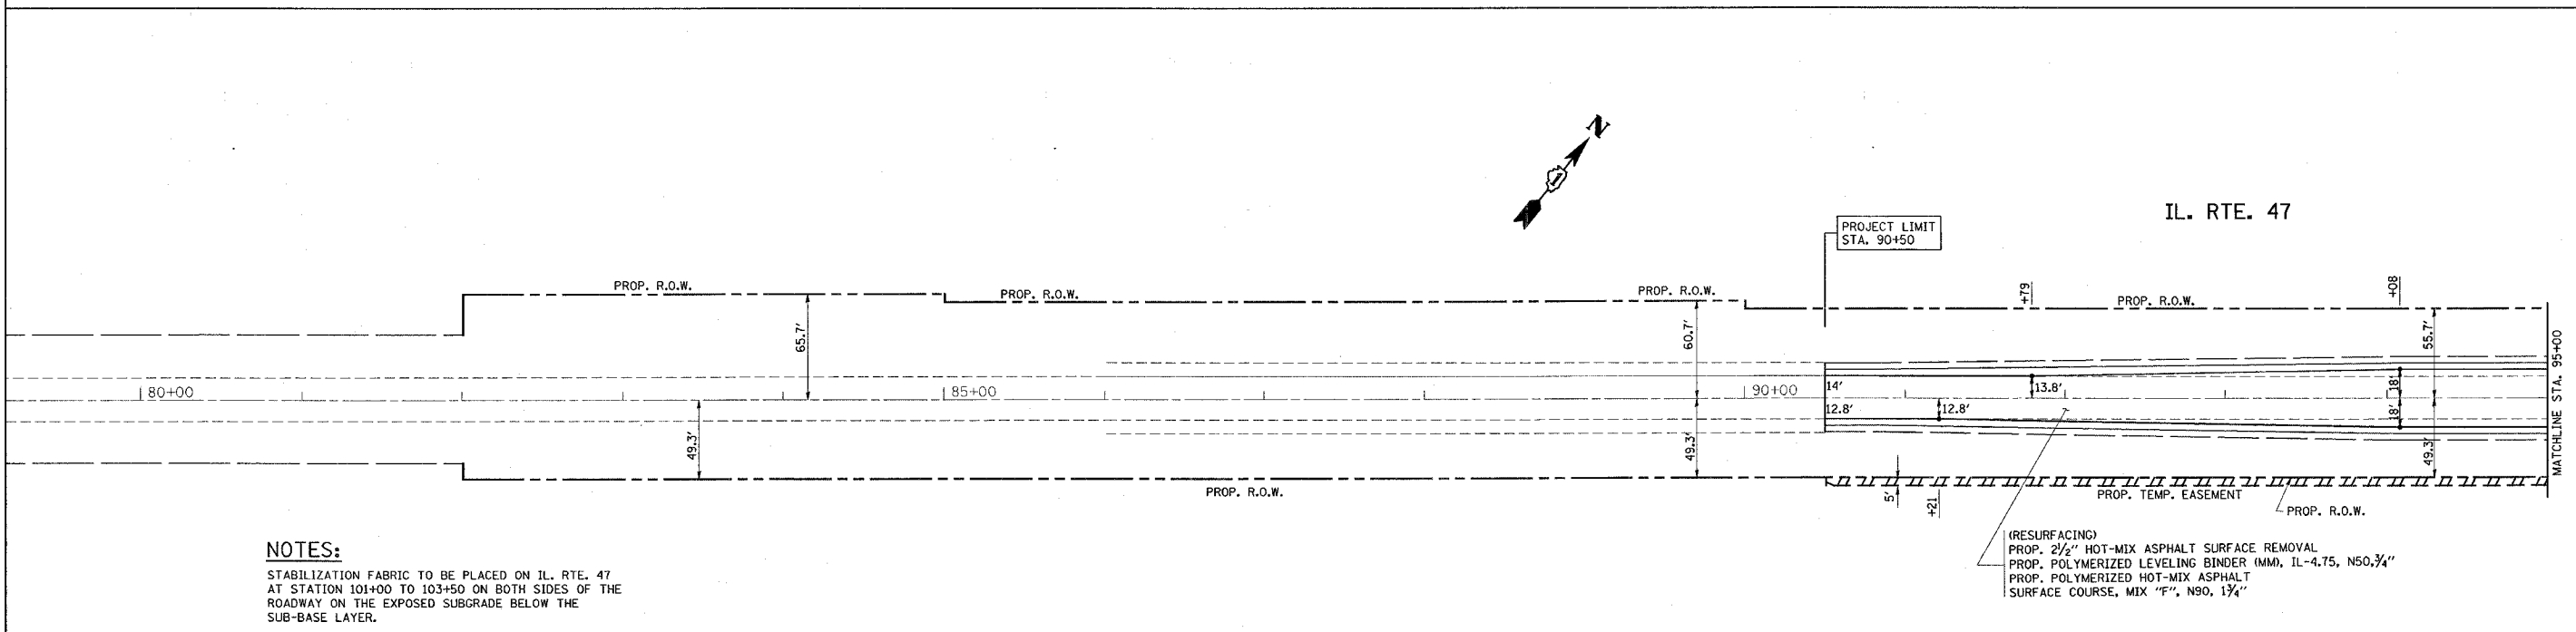 N
1
IL. RTE. 47
PROJECT LIMIT
STA. 90+50
PROP. R.O.W.
PROP. R.O.W.
PROP. R.O.W.
PROP. R.O.W.
+79
+08
65.7'
60.7'
55.7'
80+00
85+00
90+00
14'
13.8'
18'
12.8'
12.8'
18'
49.3'
49.3'
49.3'
MATCHLINE STA. 95+00
PROP. R.O.W.
5'
+21
PROP. TEMP. EASEMENT
PROP. R.O.W.
(RESURFACING)
PROP. 2 1/2" HOT-MIX ASPHALT SURFACE REMOVAL
PROP. POLYMERIZED LEVELING BINDER (MM), IL-4.75, N50, 3/4"
PROP. POLYMERIZED HOT-MIX ASPHALT
SURFACE COURSE, MIX "F", N90, 1 3/4"
NOTES:
STABILIZATION FABRIC TO BE PLACED ON IL. RTE. 47
AT STATION 101+00 TO 103+50 ON BOTH SIDES OF THE
ROADWAY ON THE EXPOSED SUBGRADE BELOW THE
SUB-BASE LAYER.